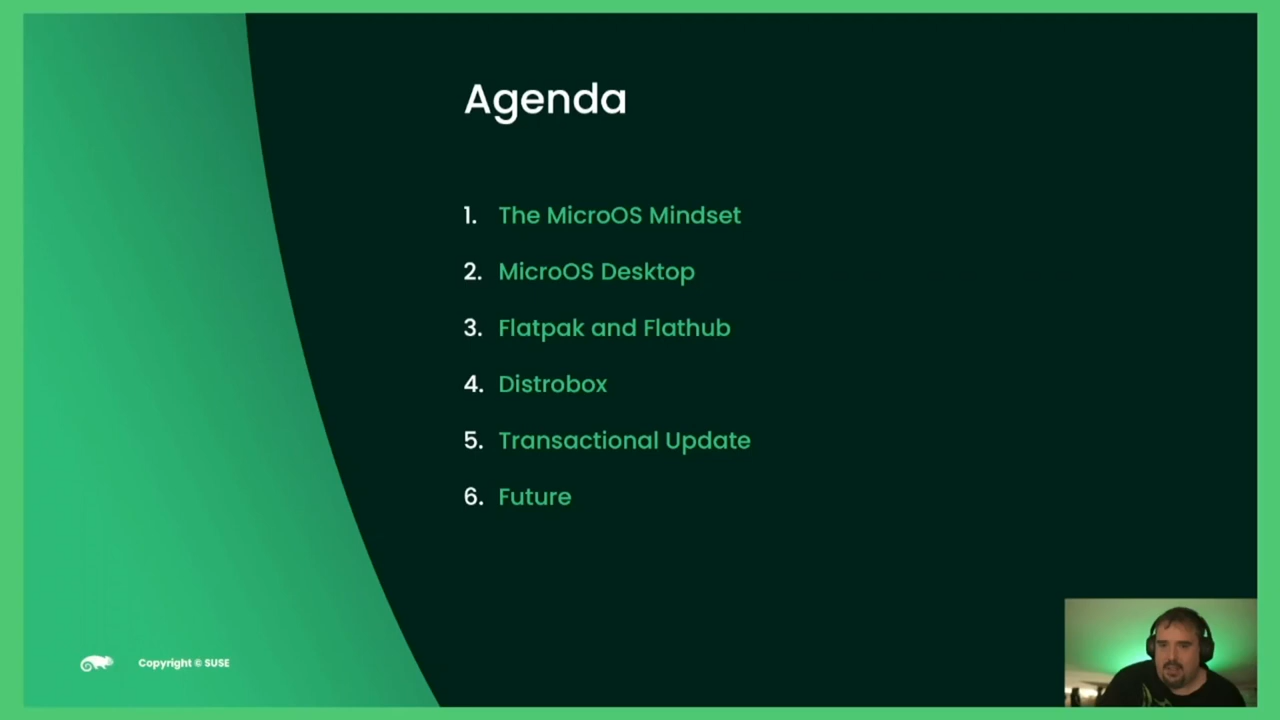 Agenda
1. The MicroOS Mindset
2. MicroOS Desktop
3. Flatpak and Flathub
4. Distrobox
5. Transactional Update
6. Future
Copyright © SUSE